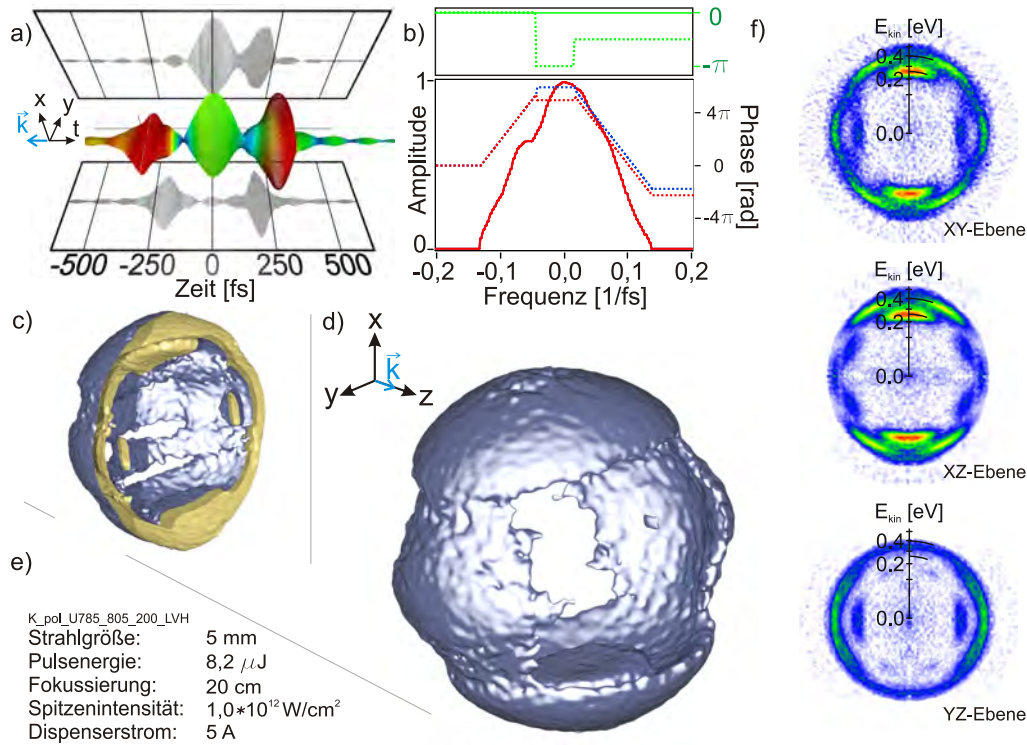 a)
x
y
k
t
-500
-250
0
250
500
Zeit [fs]
b)
0
-π
1
0
Amplitude
4π
0
-4π
Phase [rad]
-0,2
-0,1
0,0
0,1
0,2
Frequenz [1/fs]
c)
d)
x
k
y
z
e)
K_pol_U785_805_200_LVH
Strahlgröße: 5 mm
Pulsenergie: 8,2 μJ
Fokussierung: 20 cm
Spitzenintensität: 1,0*10¹² W/cm²
Dispenserstrom: 5 A
f)
E_kin [eV]
0.4
0.2
0.0
XY-Ebene
E_kin [eV]
0.4
0.2
0.0
XZ-Ebene
E_kin [eV]
0.4
0.2
0.0
YZ-Ebene